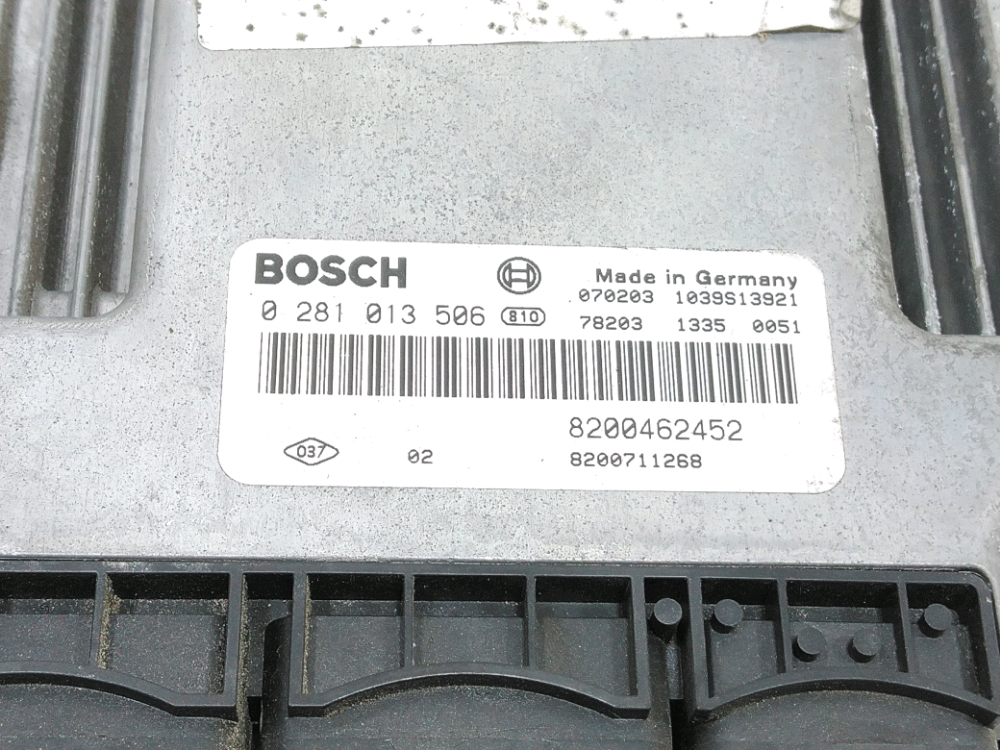 BOSCH
Made in Germany
070203 1039S13921
0 281 013 506 810
78203 1335 0051
8200462452
037 02
8200711268